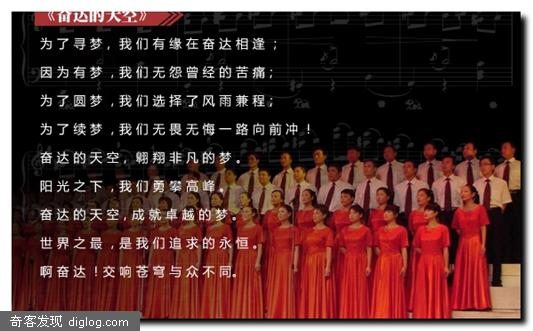 《奋达的天空》
为了寻梦，我们有缘在奋达相逢；
因为有梦，我们无怨曾经的苦痛；
为了圆梦，我们选择了风雨兼程；
为了续梦，我们无畏无悔一路向前冲！
奋达的天空，翱翔非凡的梦。
阳光之下，我们勇攀高峰。
奋达的天空，成就卓越的梦。
世界之最，是我们追求的永恒。
啊奋达！交响苍穹与众不同。
奇客发现 diglog.com